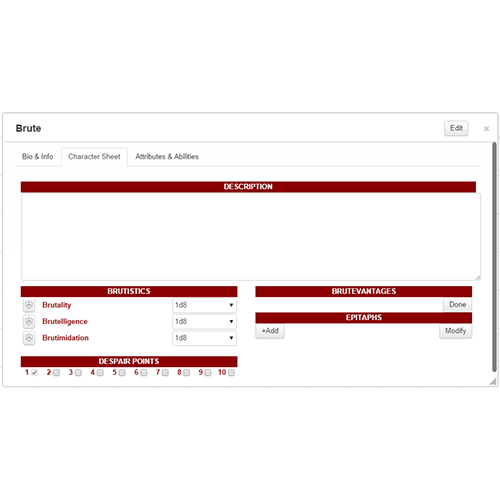 Brute
Edit
×
Bio & Info
Character Sheet
Attributes & Abilities
DESCRIPTION
BRUTISTICS
Brutality 1d8
Brutelligence 1d8
Brutimidation 1d8
DESPAIR POINTS
1 2 3 4 5 6 7 8 9 10
BRUTEVANTAGES
Done
EPITAPHS
+Add Modify